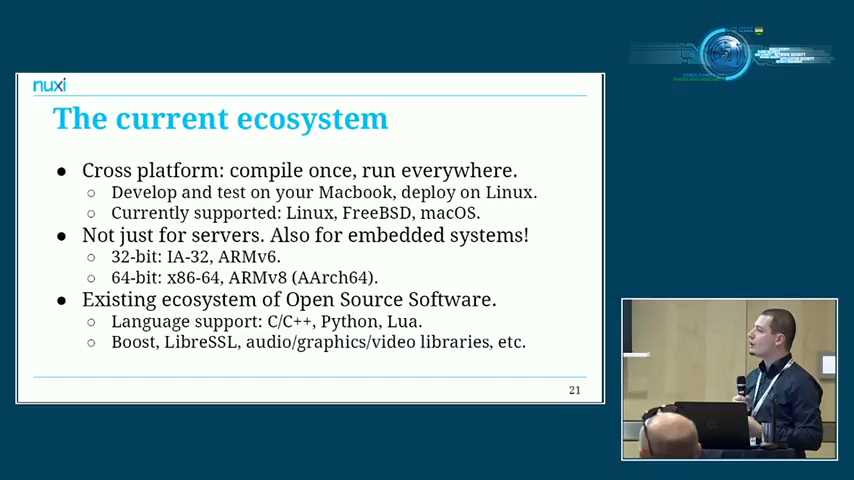 nuxi
The current ecosystem
● Cross platform: compile once, run everywhere.
○ Develop and test on your Macbook, deploy on Linux.
○ Currently supported: Linux, FreeBSD, macOS.
● Not just for servers. Also for embedded systems!
○ 32-bit: IA-32, ARMv6.
○ 64-bit: x86-64, ARMv8 (AArch64).
● Existing ecosystem of Open Source Software.
○ Language support: C/C++, Python, Lua.
○ Boost, LibreSSL, audio/graphics/video libraries, etc.
21